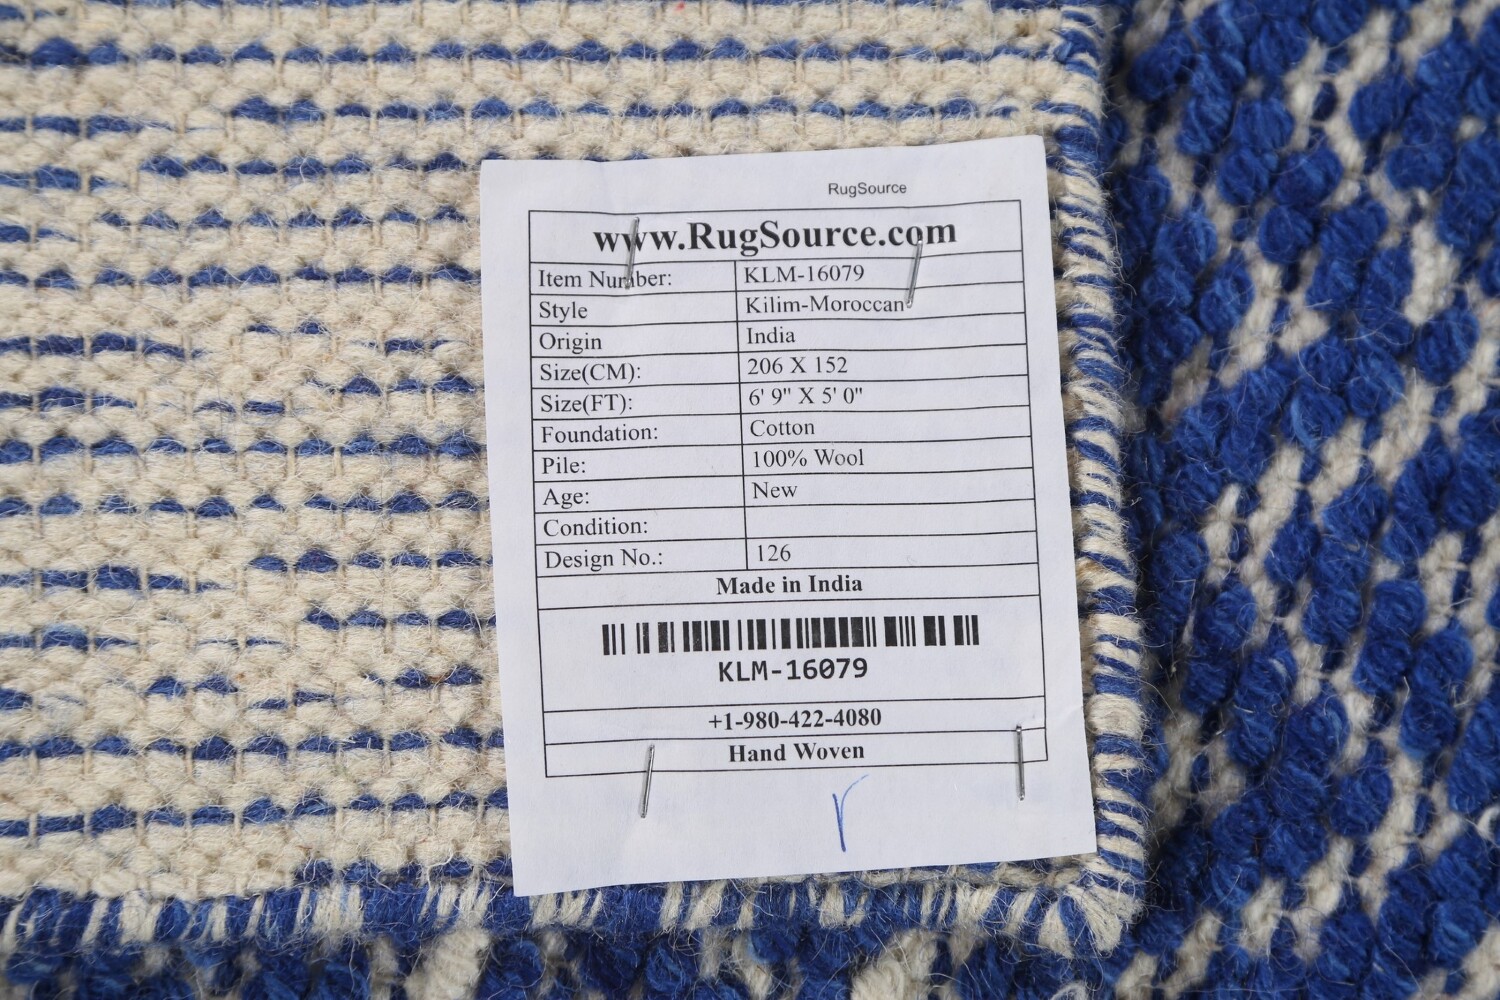 RugSource
www.RugSource.com
Item Number: KLM-16079
Style Kilim-Moroccan
Origin India
Size(CM): 206 X 152
Size(FT): 6' 9" X 5' 0"
Foundation: Cotton
Pile: 100% Wool
Age: New
Condition:
Design No.: 126
Made in India
KLM-16079
+1-980-422-4080
Hand Woven
r